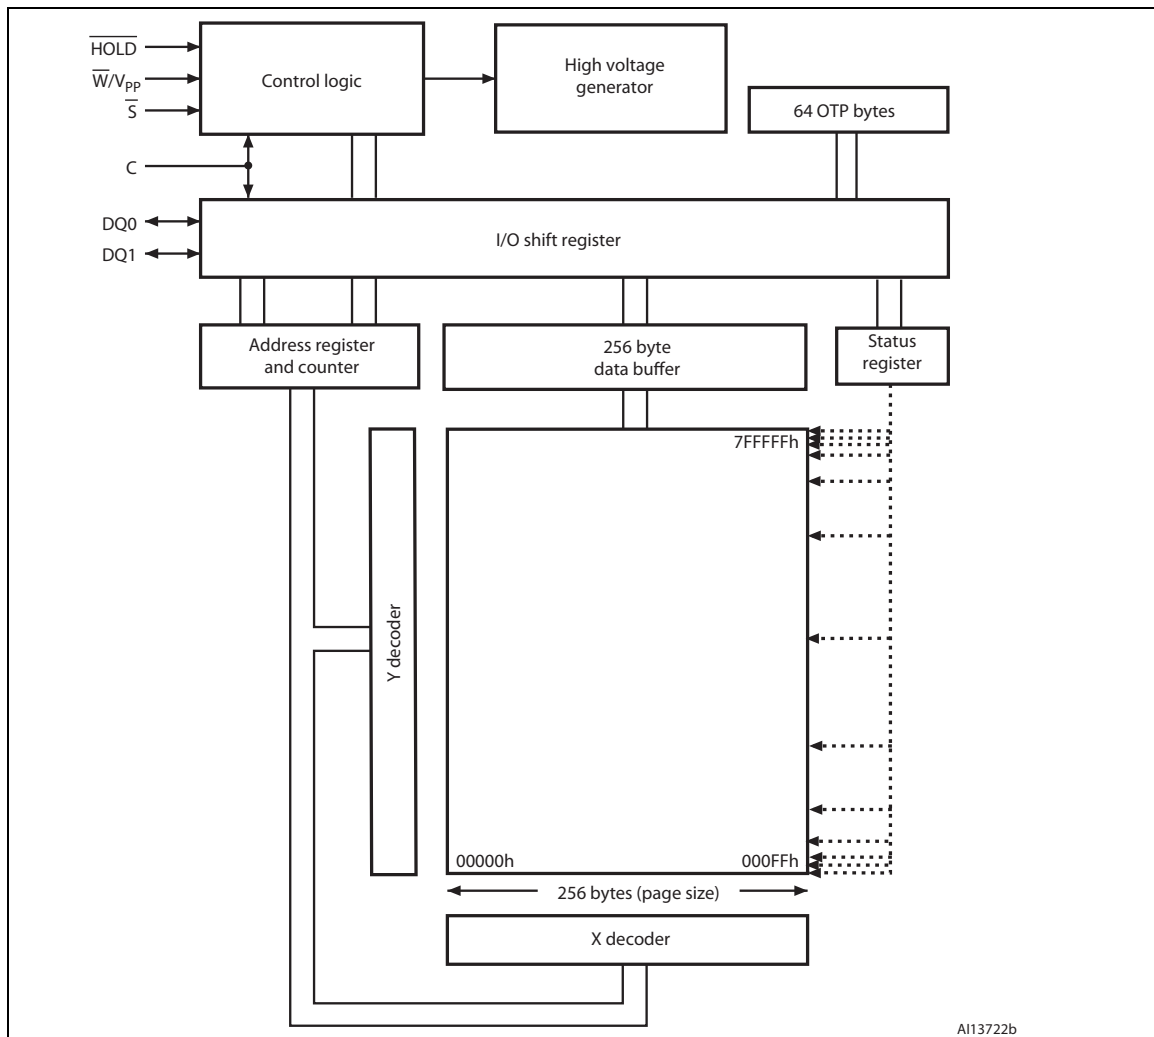 H̅O̅L̅D̅
W̅/VPP
S̅
C
DQ0
DQ1
Control logic
High voltage
generator
64 OTP bytes
I/O shift register
Address register
and counter
256 byte
data buffer
Status
register
7FFFFFh
Y decoder
00000h
000FFh
256 bytes (page size)
X decoder
AI13722b